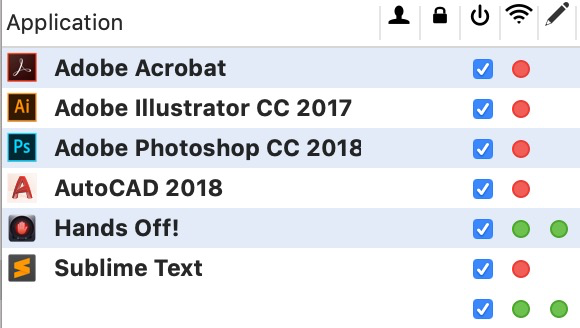 Application
Adobe Acrobat
Ai Adobe Illustrator CC 2017
Ps Adobe Photoshop CC 2018
AutoCAD 2018
Hands Off!
Sublime Text